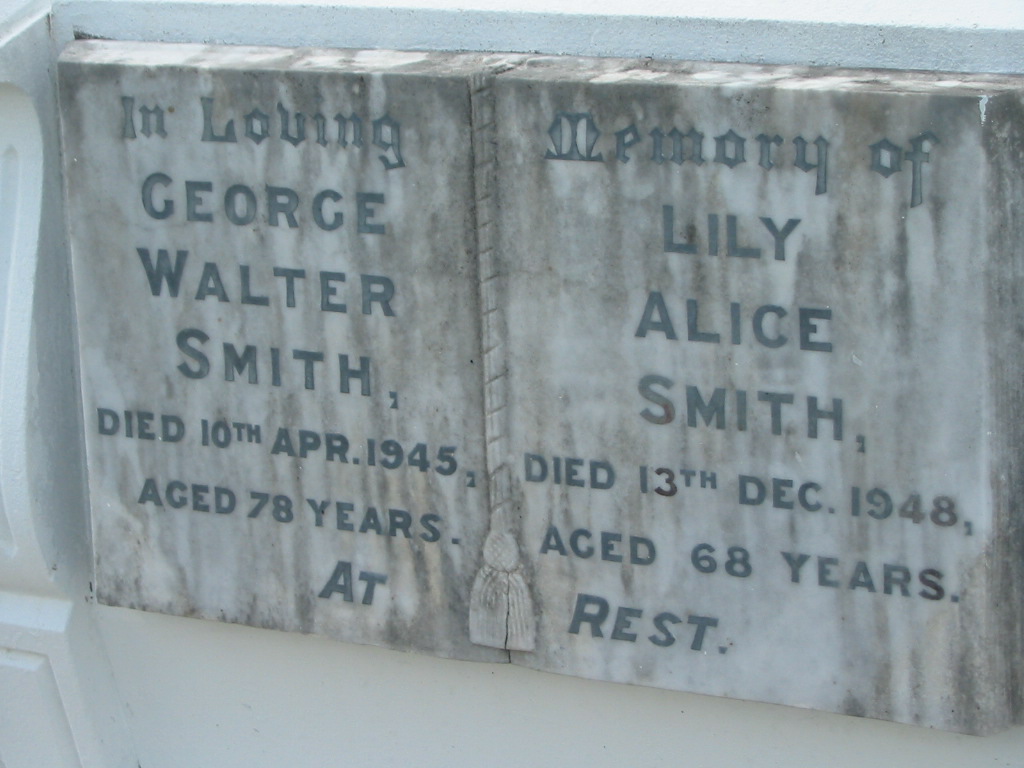 In Loving Memory of
GEORGE
WALTER
SMITH,
DIED 10TH APR. 1945,
AGED 78 YEARS.
LILY
ALICE
SMITH,
DIED 13TH DEC. 1948,
AGED 68 YEARS.
AT REST.